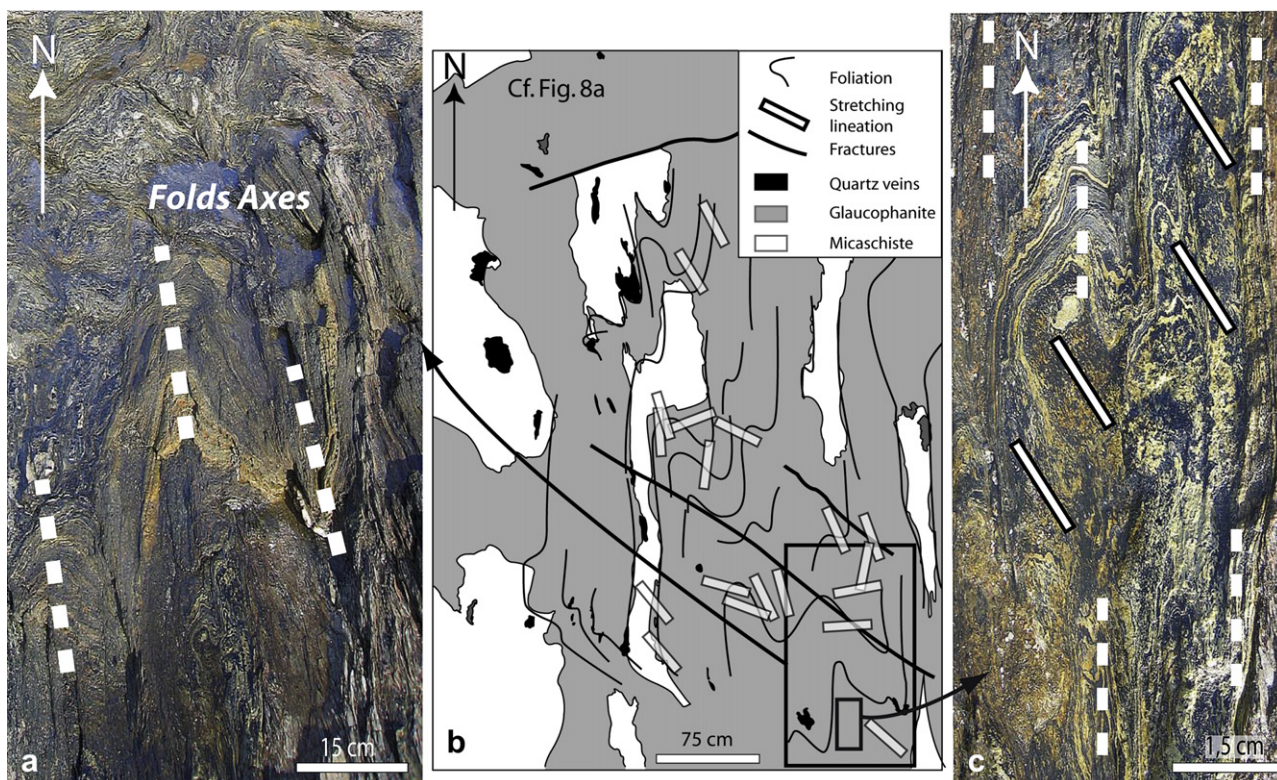 N
Folds Axes
15 cm
a
N
Cf. Fig. 8a
Foliation
Stretching
lineation
Fractures
Quartz veins
Glaucophanite
Micaschiste
75 cm
b
N
1,5 cm
c